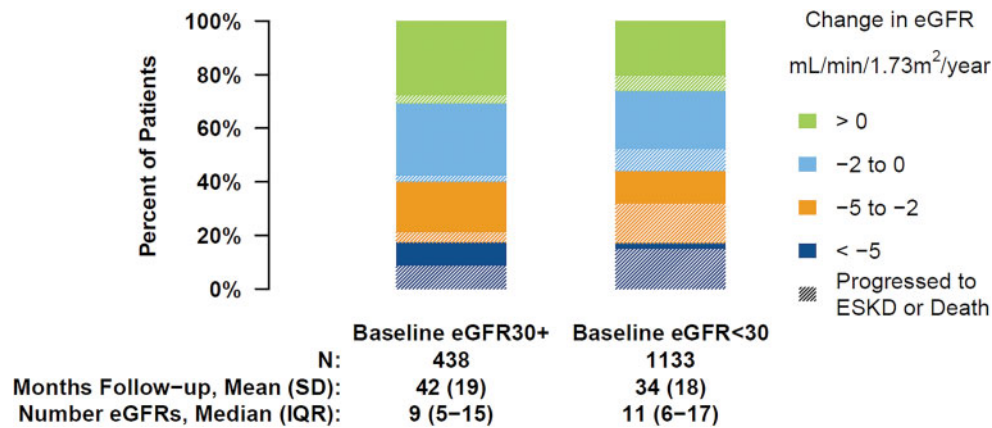 100%
80%
60%
40%
20%
0%
Percent of Patients
Change in eGFR
mL/min/1.73m²/year
> 0
−2 to 0
−5 to −2
< −5
Progressed to
ESKD or Death
Baseline eGFR30+ Baseline eGFR<30
N: 438 1133
Months Follow−up, Mean (SD): 42 (19) 34 (18)
Number eGFRs, Median (IQR): 9 (5−15) 11 (6−17)